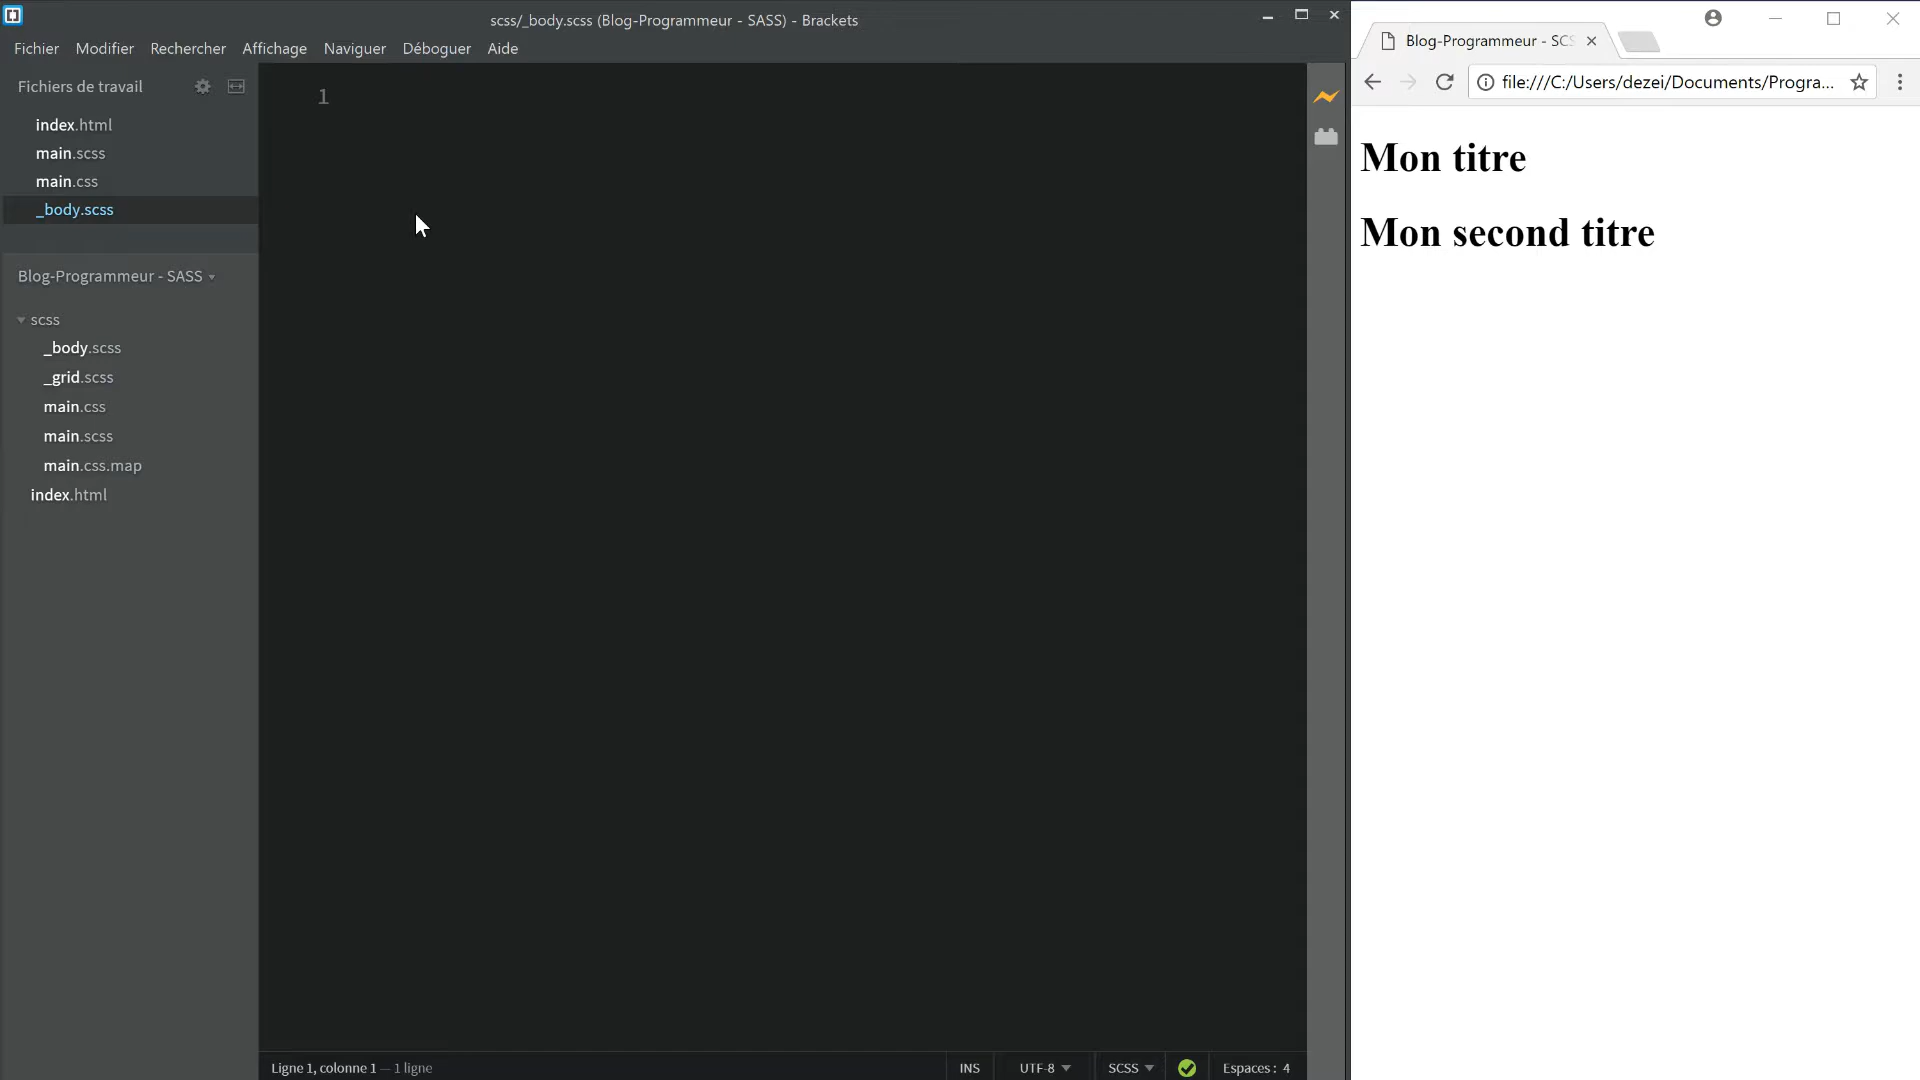 scss/_body.scss (Blog-Programmeur - SASS) - Brackets
Fichier Modifier Rechercher Affichage Naviguer Déboguer Aide
Fichiers de travail
index.html
main.scss
main.css
_body.scss
Blog-Programmeur - SASS
scss
_body.scss
_grid.scss
main.css
main.scss
main.css.map
index.html
1
Ligne 1, colonne 1 — 1 ligne
INS UTF-8 SCSS Espaces : 4
Blog-Programmeur - SCS
file:///C:/Users/dezei/Documents/Progra...
Mon titre
Mon second titre